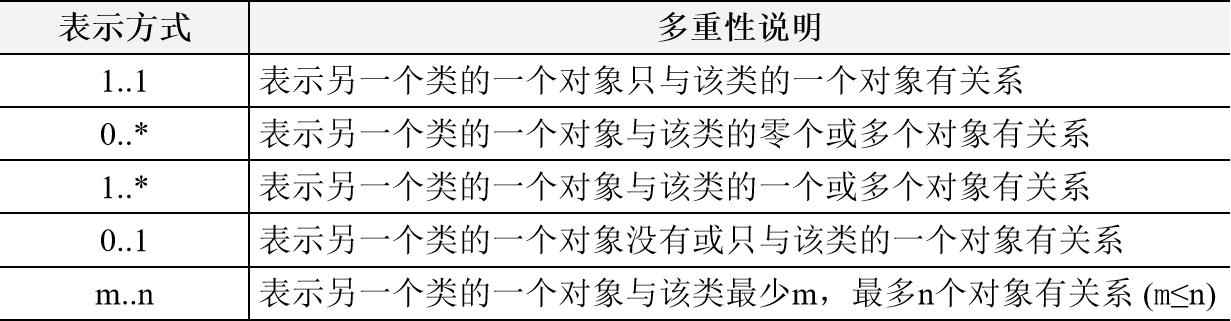 表示方式 多重性说明
1..1 表示另一个类的一个对象只与该类的一个对象有关系
0..* 表示另一个类的一个对象与该类的零个或多个对象有关系
1..* 表示另一个类的一个对象与该类的一个或多个对象有关系
0..1 表示另一个类的一个对象没有或只与该类的一个对象有关系
m..n 表示另一个类的一个对象与该类最少m，最多n个对象有关系 (m≤n)